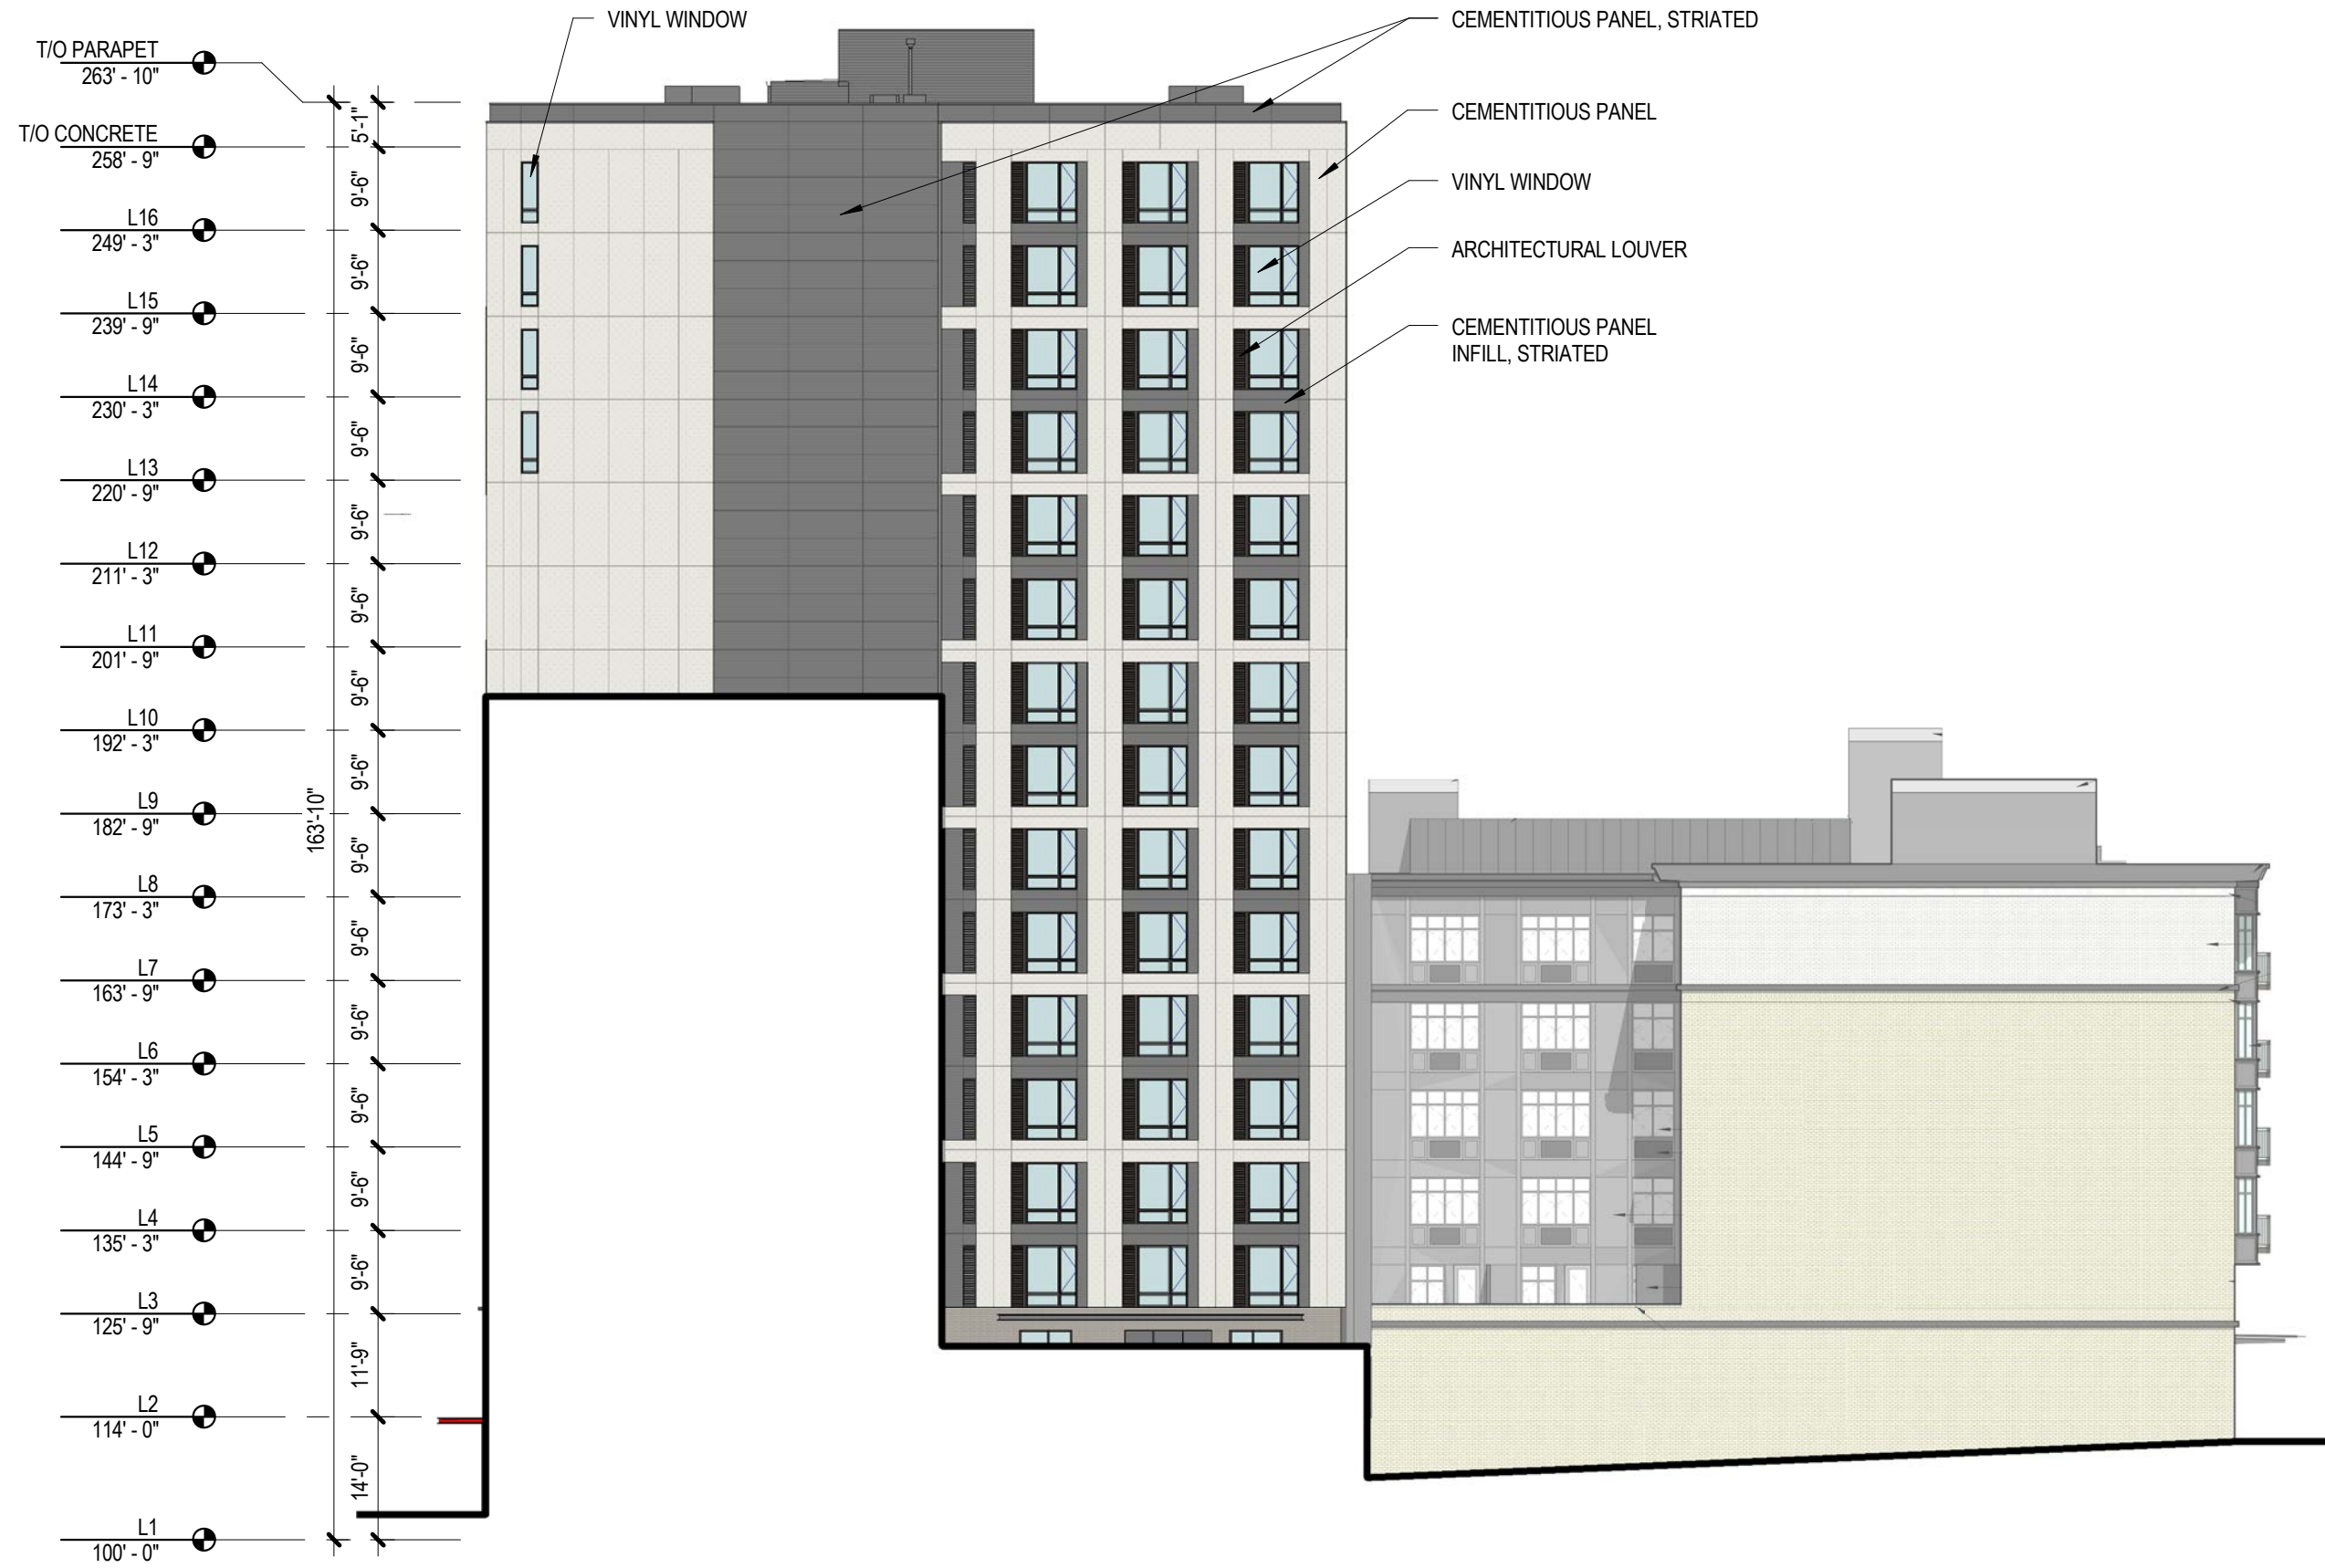 VINYL WINDOW
CEMENTITIOUS PANEL, STRIATED
CEMENTITIOUS PANEL
VINYL WINDOW
ARCHITECTURAL LOUVER
CEMENTITIOUS PANEL
INFILL, STRIATED
T/O PARAPET
263' - 10"
T/O CONCRETE
258' - 9"
L16
249' - 3"
L15
239' - 9"
L14
230' - 3"
L13
220' - 9"
L12
211' - 3"
L11
201' - 9"
L10
192' - 3"
L9
182' - 9"
L8
173' - 3"
L7
163' - 9"
L6
154' - 3"
L5
144' - 9"
L4
135' - 3"
L3
125' - 9"
L2
114' - 0"
L1
100' - 0"
163'-10"
5'-1"
9'-6"
9'-6"
9'-6"
9'-6"
9'-6"
9'-6"
9'-6"
9'-6"
9'-6"
9'-6"
9'-6"
9'-6"
9'-6"
9'-6"
11'-9"
14'-0"